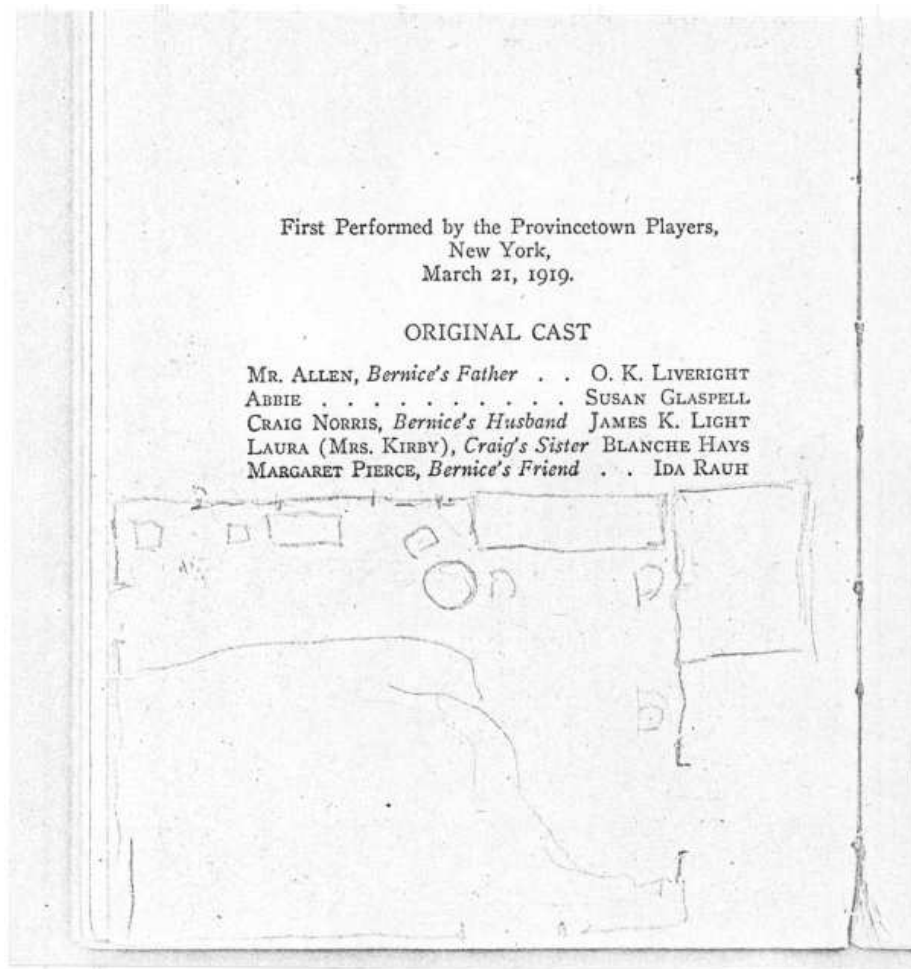 First Performed by the Provincetown Players,
New York,
March 21, 1919.
ORIGINAL CAST
MR. ALLEN, Bernice's Father . . O. K. LIVERIGHT
ABBIE . . . . . . . . . . SUSAN GLASPELL
CRAIG NORRIS, Bernice's Husband JAMES K. LIGHT
LAURA (MRS. KIRBY), Craig's Sister BLANCHE HAYS
MARGARET PIERCE, Bernice's Friend . . IDA RAUH